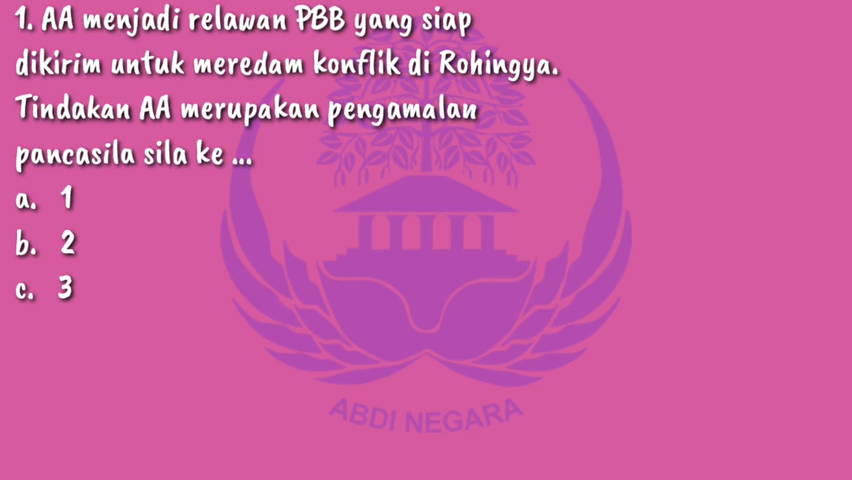 1. AA menjadi relawan PBB yang siap
dikirim untuk meredam konflik di Rohingya.
Tindakan AA merupakan pengamalan
pancasila sila ke ...
a. 1
b. 2
c. 3
ABDI NEGARA